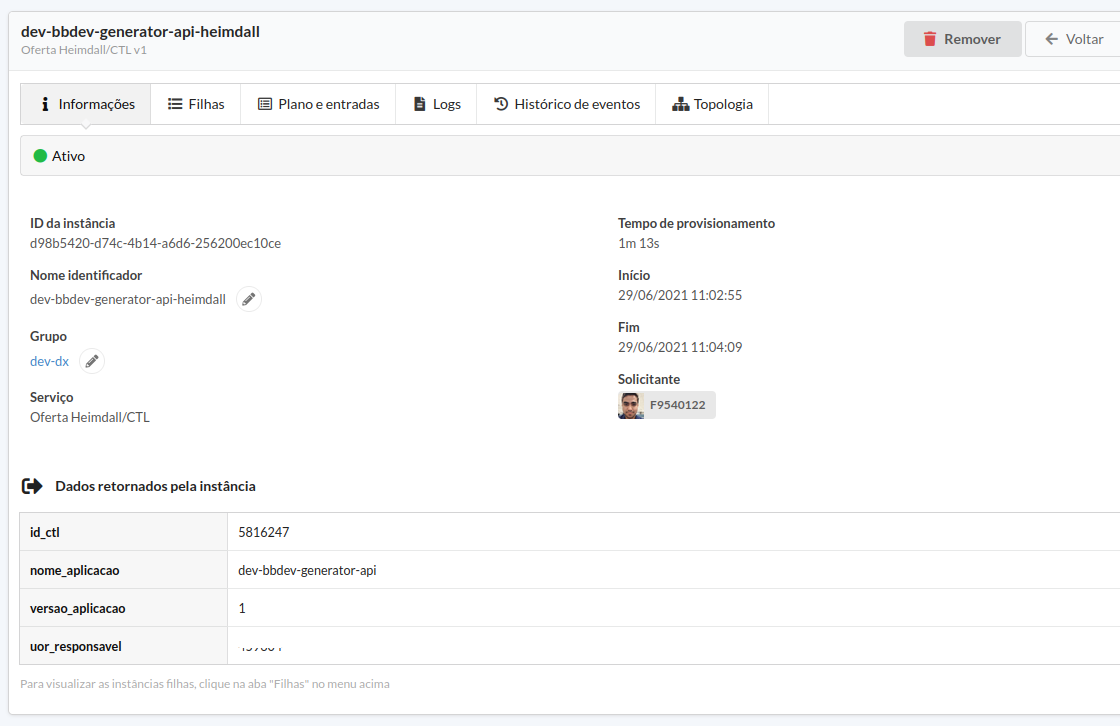 dev-bbdev-generator-api-heimdall
Oferta Heimdall/CTL v1
Remover
Voltar
Informações
Filhas
Plano e entradas
Logs
Histórico de eventos
Topologia
Ativo
ID da instância
d98b5420-d74c-4b14-a6d6-256200ec10ce
Nome identificador
dev-bbdev-generator-api-heimdall
Grupo
dev-dx
Serviço
Oferta Heimdall/CTL
Tempo de provisionamento
1m 13s
Início
29/06/2021 11:02:55
Fim
29/06/2021 11:04:09
Solicitante
F9540122
Dados retornados pela instância
id_ctl 5816247
nome_aplicacao dev-bbdev-generator-api
versao_aplicacao 1
uor_responsavel
Para visualizar as instâncias filhas, clique na aba "Filhas" no menu acima